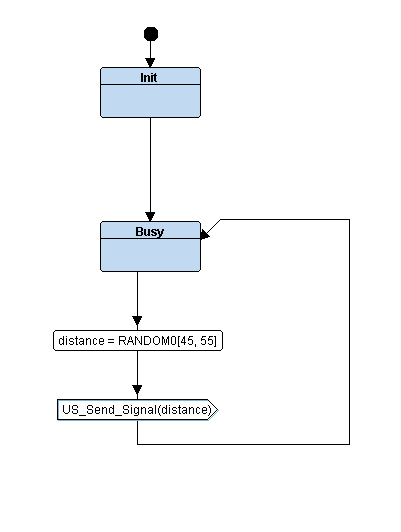 Init
Busy
distance = RANDOM0[45, 55]
US_Send_Signal(distance)